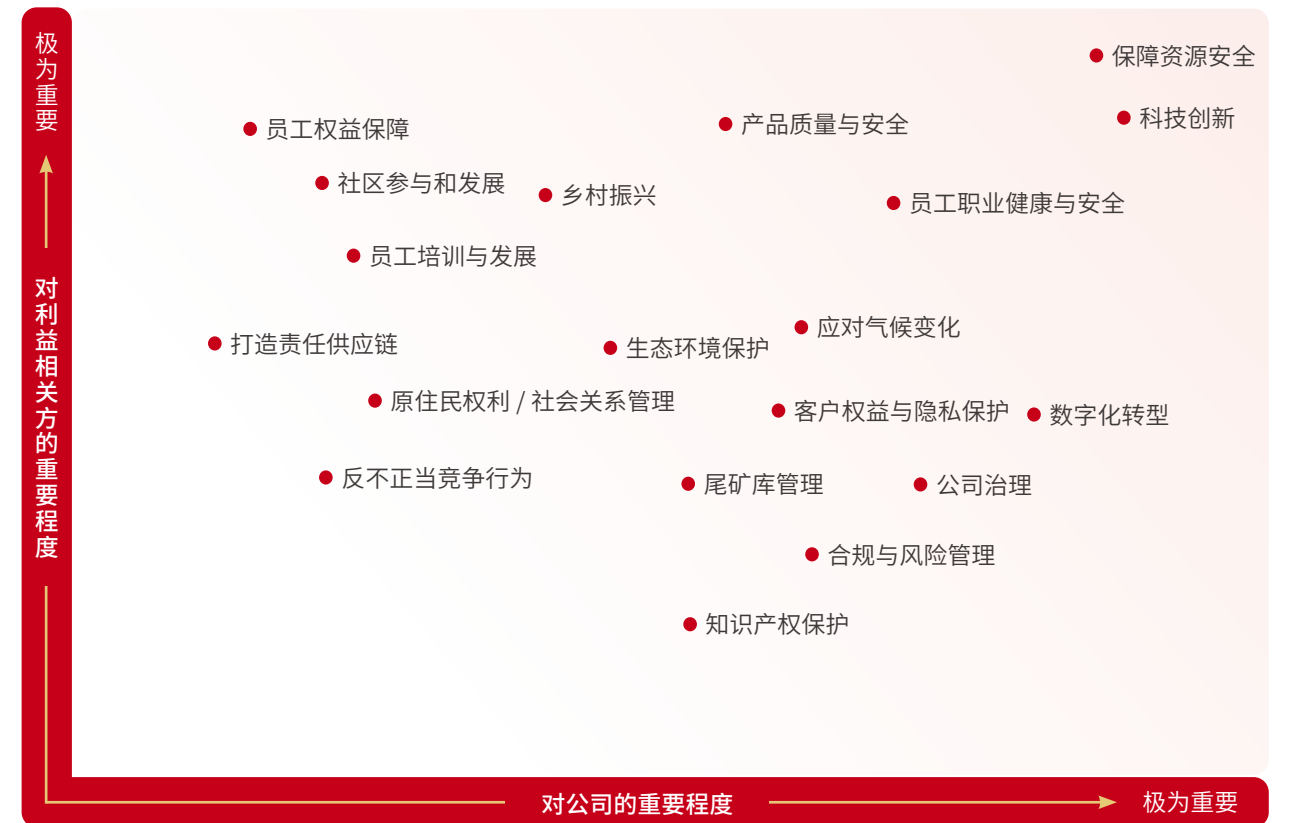 极为重要
对利益相关方的重要程度
保障资源安全
科技创新
产品质量与安全
员工权益保障
社区参与和发展
乡村振兴
员工职业健康与安全
员工培训与发展
应对气候变化
打造责任供应链
生态环境保护
原住民权利 / 社会关系管理
客户权益与隐私保护
数字化转型
反不正当竞争行为
尾矿库管理
公司治理
合规与风险管理
知识产权保护
对公司的重要程度
极为重要